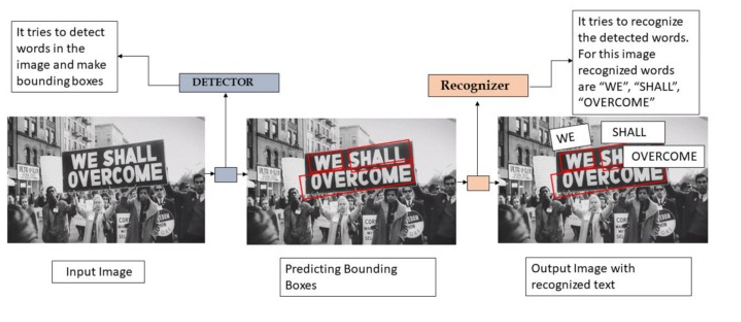 It tries to detect
words in the
image and make
bounding boxes
DETECTOR
Recognizer
It tries to recognize
the detected words.
For this image
recognized words
are “WE”, “SHALL”,
“OVERCOME”
WE SHALL
OVERCOME
WE SHALL
OVERCOME
WE
SHALL
OVERCOME
WE SH
OVERCOME
Input Image
Predicting Bounding
Boxes
Output Image with
recognized text